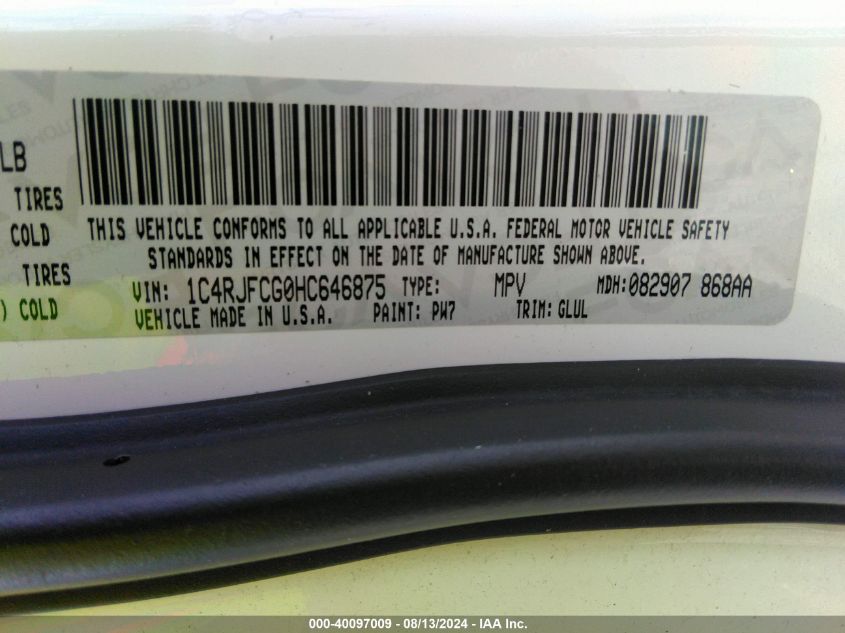 LB
TIRES
COLD
TIRES
) COLD
THIS VEHICLE CONFORMS TO ALL APPLICABLE U.S.A. FEDERAL MOTOR VEHICLE SAFETY
STANDARDS IN EFFECT ON THE DATE OF MANUFACTURE SHOWN ABOVE.
VIN: 1C4RJFCG0HC646875 TYPE: MPV MDH:082907 868AA
VEHICLE MADE IN U.S.A. PAINT: PW7 TRIM: GLUL
000-40097009 - 08/13/2024 - IAA Inc.